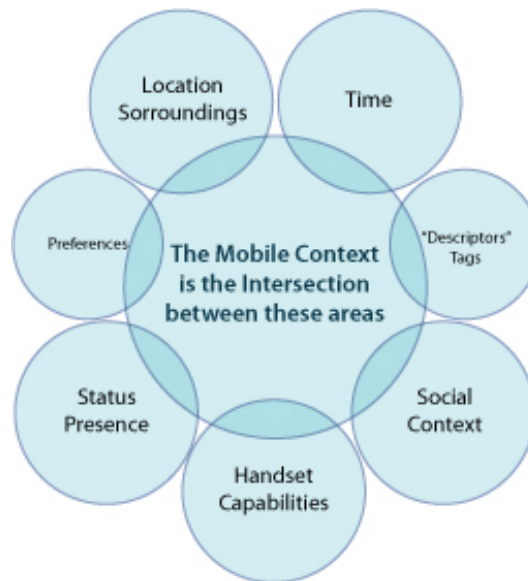 Location
Sorroundings
Time
Preferences
"Descriptors"
Tags
The Mobile Context
is the Intersection
between these areas
Status
Presence
Social
Context
Handset
Capabilities